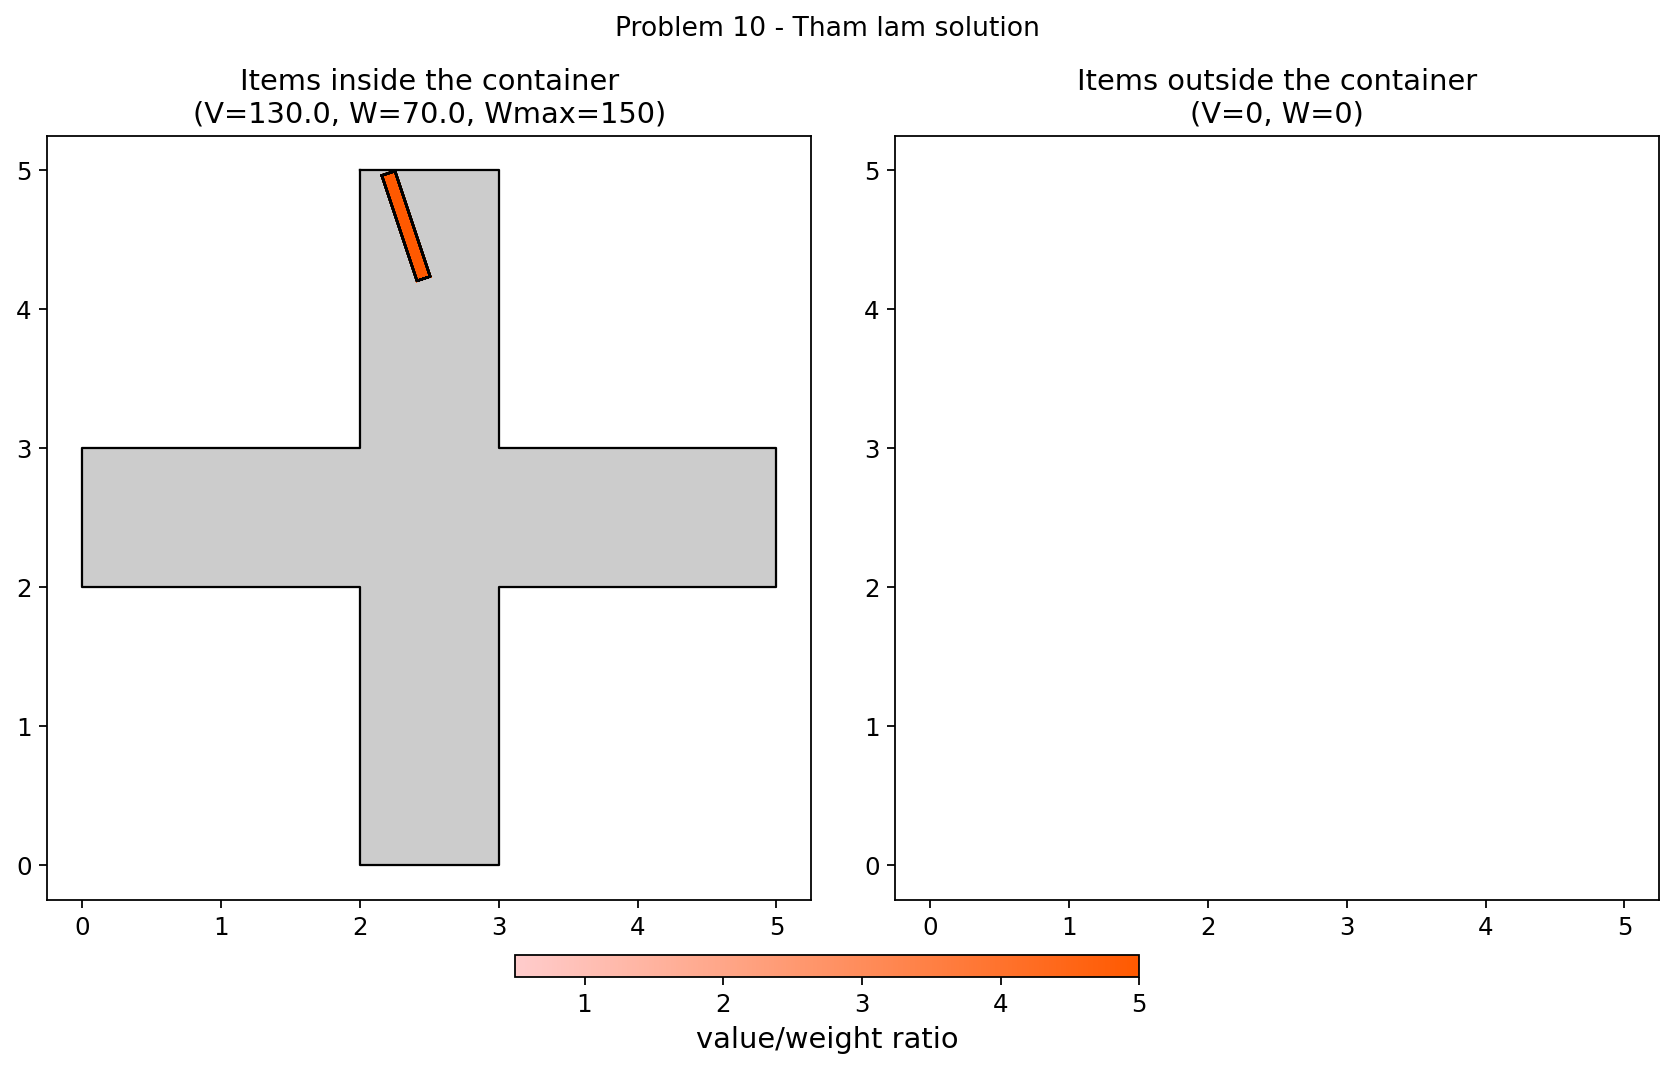 Problem 10 - Tham lam solution
Items inside the container
(V=130.0, W=70.0, Wmax=150)
5
4
3
2
1
0
0 1 2 3 4 5
Items outside the container
(V=0, W=0)
5
4
3
2
1
0
0 1 2 3 4 5
1 2 3 4 5
value/weight ratio